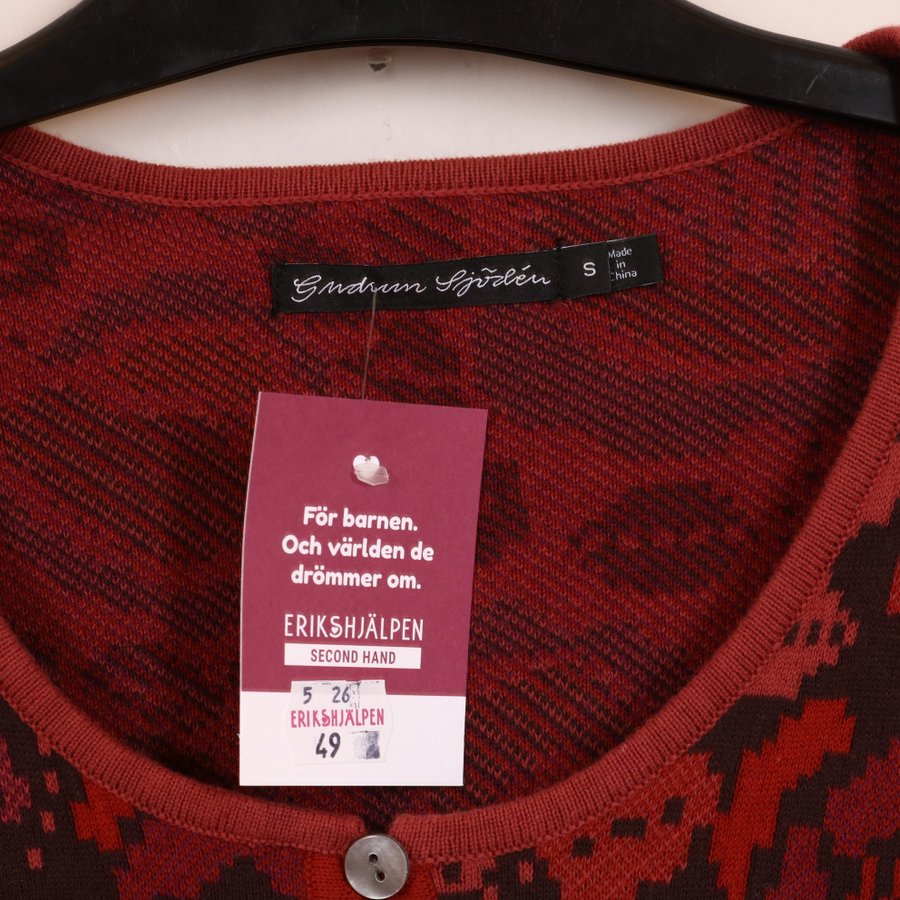 Gudrun Sjödén
S
Made
in
China
För barnen.
Och världen de
drömmer om.
ERIKSHJÄLPEN
SECOND HAND
5 26
ERIKSHJÄLPEN
49